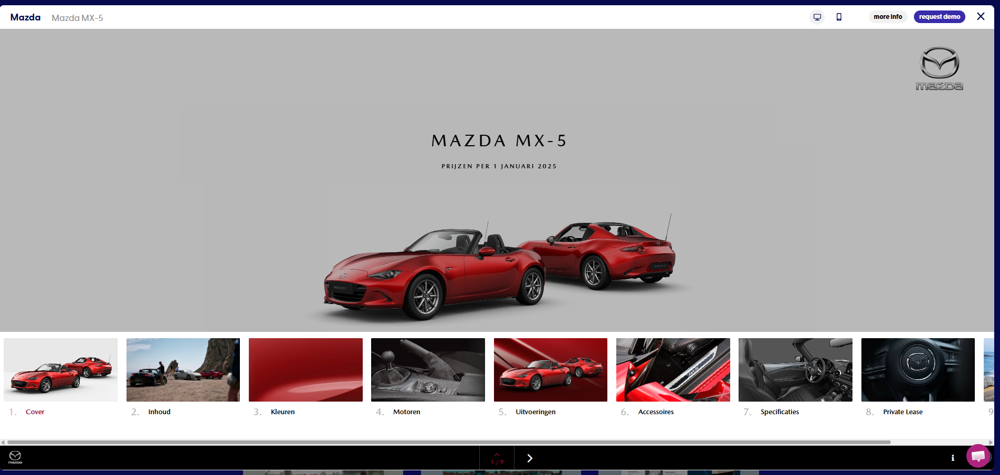 Mazda Mazda MX-5 more info request demo
mazda
MAZDA MX-5
PRIJZEN PER 1 JANUARI 2025
1. Cover
2. Inhoud
3. Kleuren
4. Motoren
5. Uitvoeringen
6. Accessoires
7. Specificaties
8. Private Lease
9
mazda
1 / 9
i